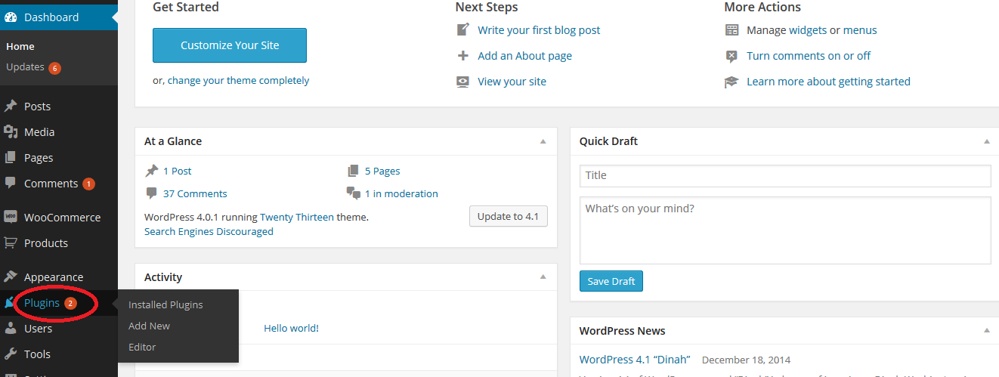 Dashboard
Home
Updates 6
Posts
Media
Pages
Comments 1
WOO
WooCommerce
Products
Appearance
Plugins 2
Users
Tools
Installed Plugins
Add New
Editor
Get Started
Customize Your Site
or, change your theme completely
Next Steps
Write your first blog post
Add an About page
View your site
More Actions
Manage widgets or menus
Turn comments on or off
Learn more about getting started
At a Glance
1 Post
5 Pages
37 Comments
1 in moderation
WordPress 4.0.1 running Twenty Thirteen theme.
Update to 4.1
Search Engines Discouraged
Activity
Hello world!
Quick Draft
Title
What's on your mind?
Save Draft
WordPress News
WordPress 4.1 “Dinah” December 18, 2014